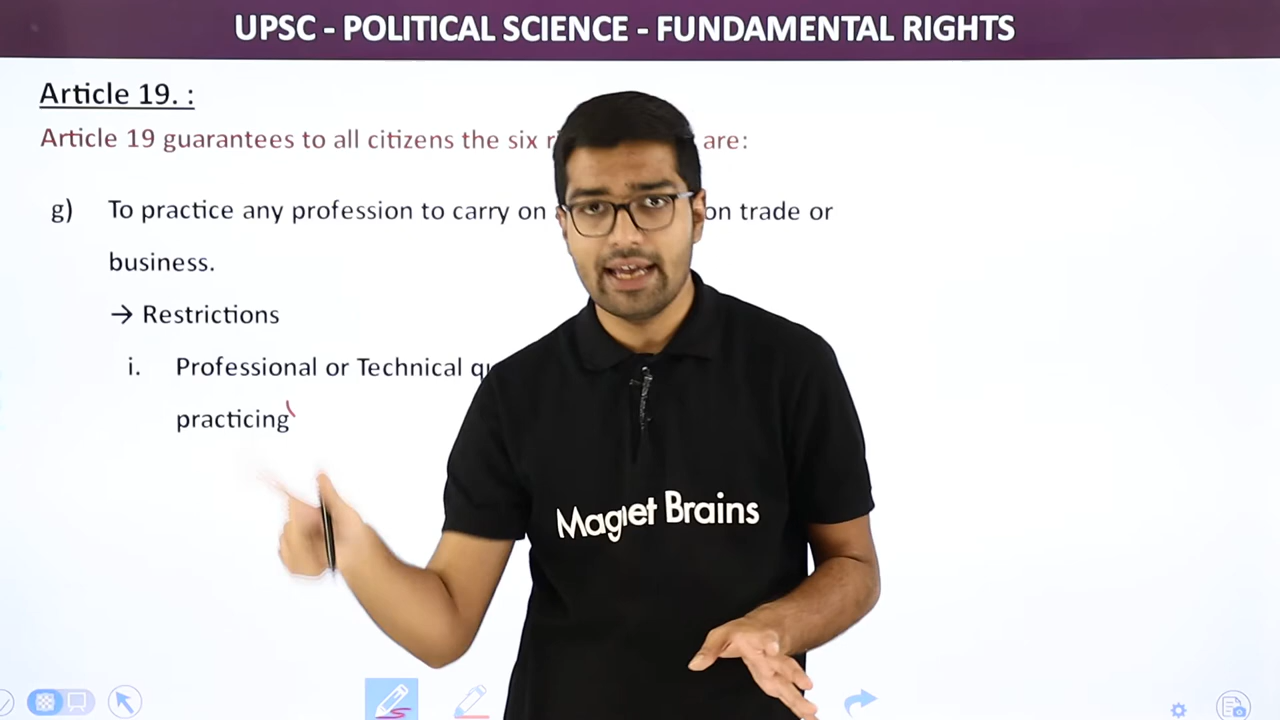 UPSC - POLITICAL SCIENCE - FUNDAMENTAL RIGHTS
Article 19. :
Article 19 guarantees to all citizens the six are:
g) To practice any profession to carry on on trade or
business.
→ Restrictions
i. Professional or Technical
practicing
Magnet Brains